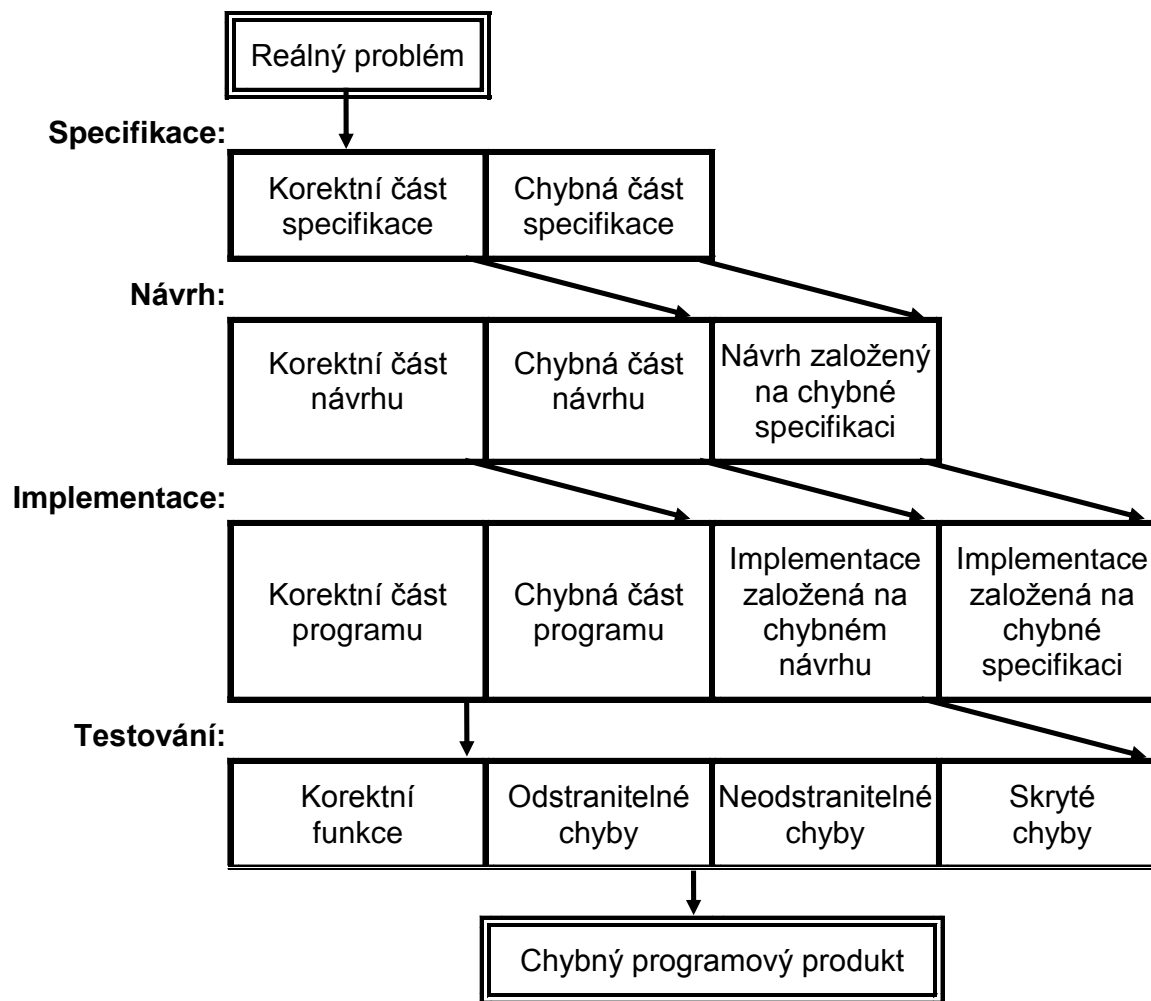 Reálný problém
Specifikace:
Korektní část
specifikace
Chybná část
specifikace
Návrh:
Korektní část
návrhu
Chybná část
návrhu
Návrh založený
na chybné
specifikaci
Implementace:
Korektní část
programu
Chybná část
programu
Implementace
založená na
chybném
návrhu
Implementace
založená na
chybné
specifikaci
Testování:
Korektní
funkce
Odstranitelné
chyby
Neodstranitelné
chyby
Skryté
chyby
Chybný programový produkt